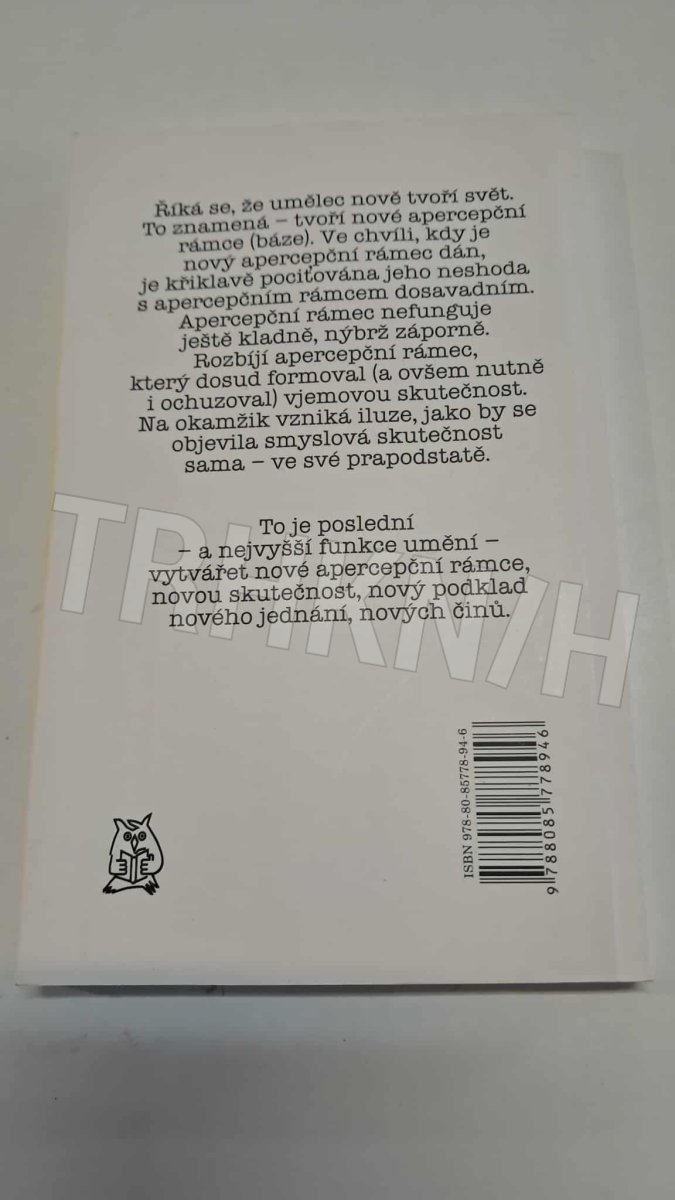 Říká se, že umělec nově tvoří svět.
To znamená – tvoří nové apercepční
rámce (báze). Ve chvíli, kdy je
nový apercepční rámec dán,
je křiklavě pociťována jeho neshoda
s apercepčním rámcem dosavadním.
Apercepční rámec nefunguje
ještě kladně, nýbrž záporně.
Rozbíjí apercepční rámec,
který dosud formoval (a ovšem nutně
i ochuzoval) vjemovou skutečnost.
Na okamžik vzniká iluze, jako by se
objevila smyslová skutečnost
sama – ve své prapodstatě.
To je poslední
– a nejvyšší funkce umění –
vytvářet nové apercepční rámce,
novou skutečnost, nový podklad
nového jednání, nových činů.
TRHKNIH
ISBN 978-80-85778-94-6
9 788085 778946